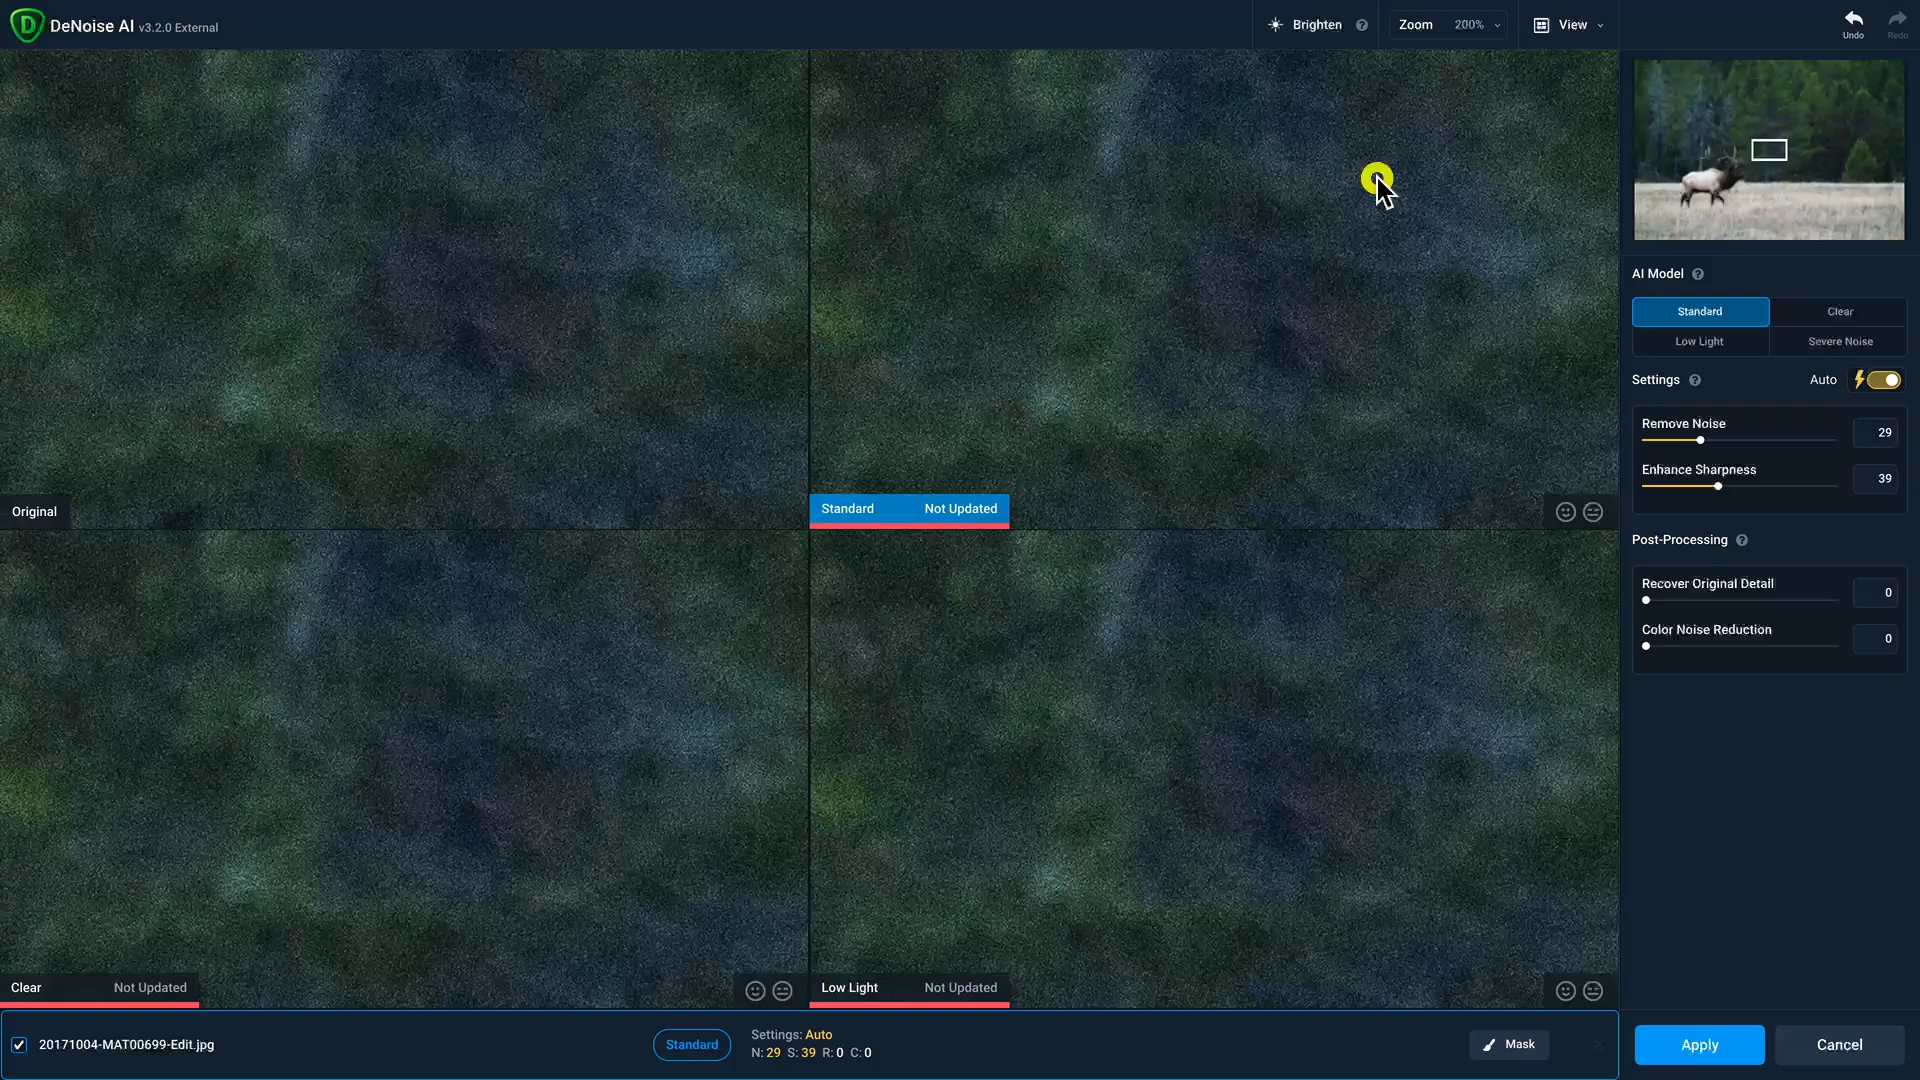 DeNoise AI v3.2.0 External
Brighten
Zoom 200%
View
Undo
Redo
AI Model
Standard
Clear
Low Light
Severe Noise
Settings
Auto
Remove Noise
29
Enhance Sharpness
39
Post-Processing
Recover Original Detail
0
Color Noise Reduction
0
Original
Standard Not Updated
Clear Not Updated
Low Light Not Updated
20171004-MAT00699-Edit.jpg
Standard
Settings: Auto
N: 29 S: 39 R: 0 C: 0
Mask
Apply
Cancel